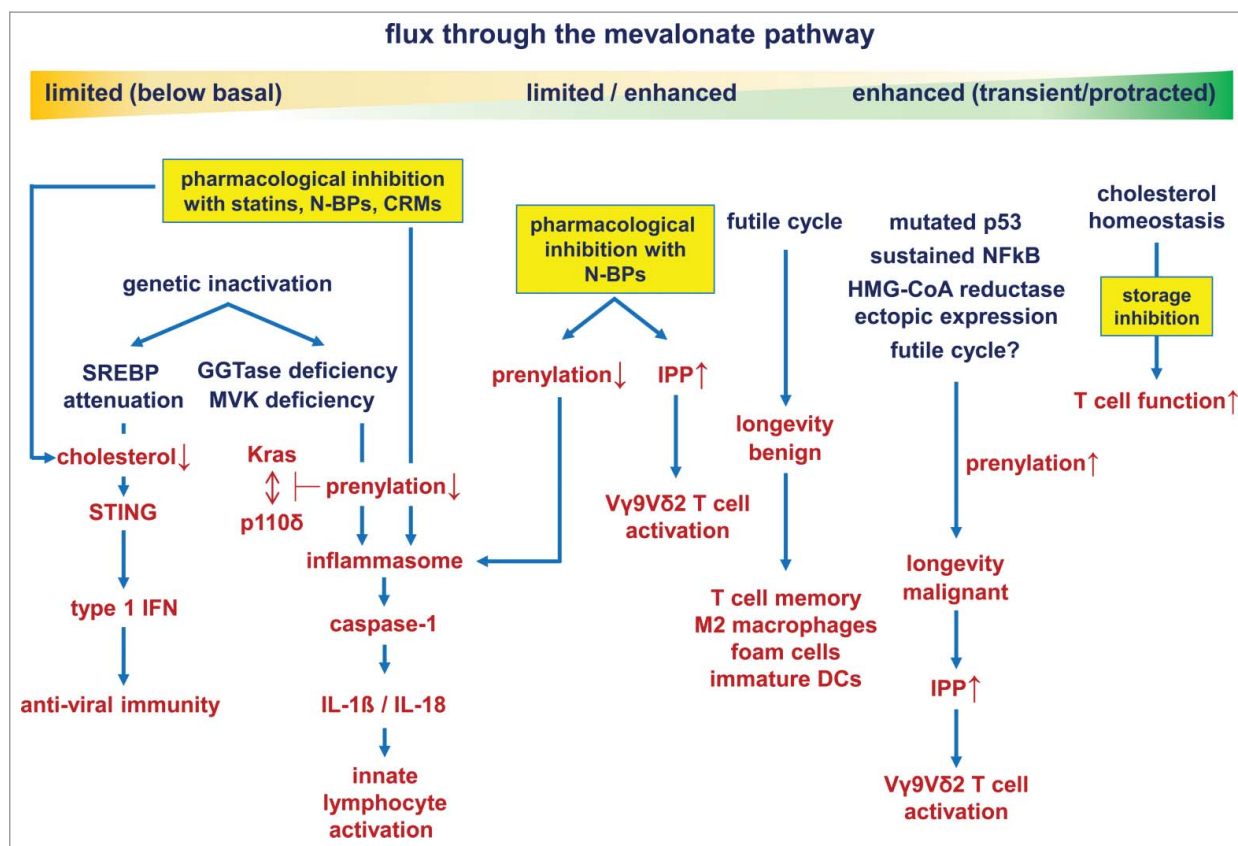 flux through the mevalonate pathway
limited (below basal)
limited / enhanced
enhanced (transient/protracted)
pharmacological inhibition
with statins, N-BPs, CRMs
genetic inactivation
SREBP
attenuation
GGTase deficiency
MVK deficiency
cholesterol↓
STING
type 1 IFN
anti-viral immunity
Kras
p110δ
prenylation↓
inflammasome
caspase-1
IL-1ß / IL-18
innate
lymphocyte
activation
pharmacological
inhibition with
N-BPs
prenylation↓
IPP↑
Vγ9Vδ2 T cell
activation
futile cycle
longevity
benign
T cell memory
M2 macrophages
foam cells
immature DCs
mutated p53
sustained NFkB
HMG-CoA reductase
ectopic expression
futile cycle?
prenylation↑
longevity
malignant
IPP↑
Vγ9Vδ2 T cell
activation
cholesterol
homeostasis
storage
inhibition
T cell function↑